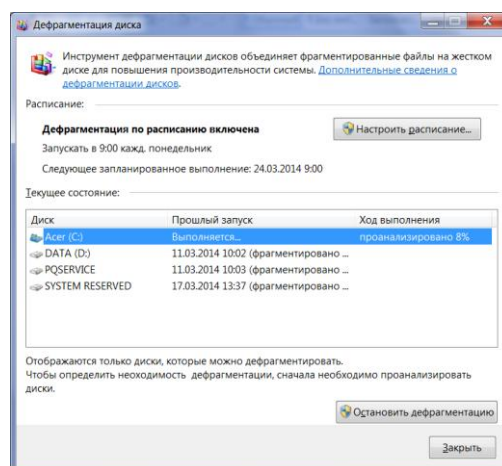 Дефрагментация диска
Инструмент дефрагментации дисков объединяет фрагментированные файлы на жестком
диске для повышения производительности системы. Дополнительные сведения о
дефрагментации дисков.
Расписание:
Дефрагментация по расписанию включена
Настроить расписание...
Запускать в 9:00 кажд. понедельник
Следующее запланированное выполнение: 24.03.2014 9:00
Текущее состояние:
Диск Прошлый запуск Ход выполнения
Acer (C:) Выполняется... проанализировано 8%
DATA (D:) 11.03.2014 10:02 (фрагментировано ...
PQSERVICE 11.03.2014 10:03 (фрагментировано ...
SYSTEM RESERVED 17.03.2014 13:37 (фрагментировано ...
Отображаются только диски, которые можно дефрагментировать.
Чтобы определить неоходимость дефрагментации, сначала необходимо проанализировать
диски.
Остановить дефрагментацию
Закрыть